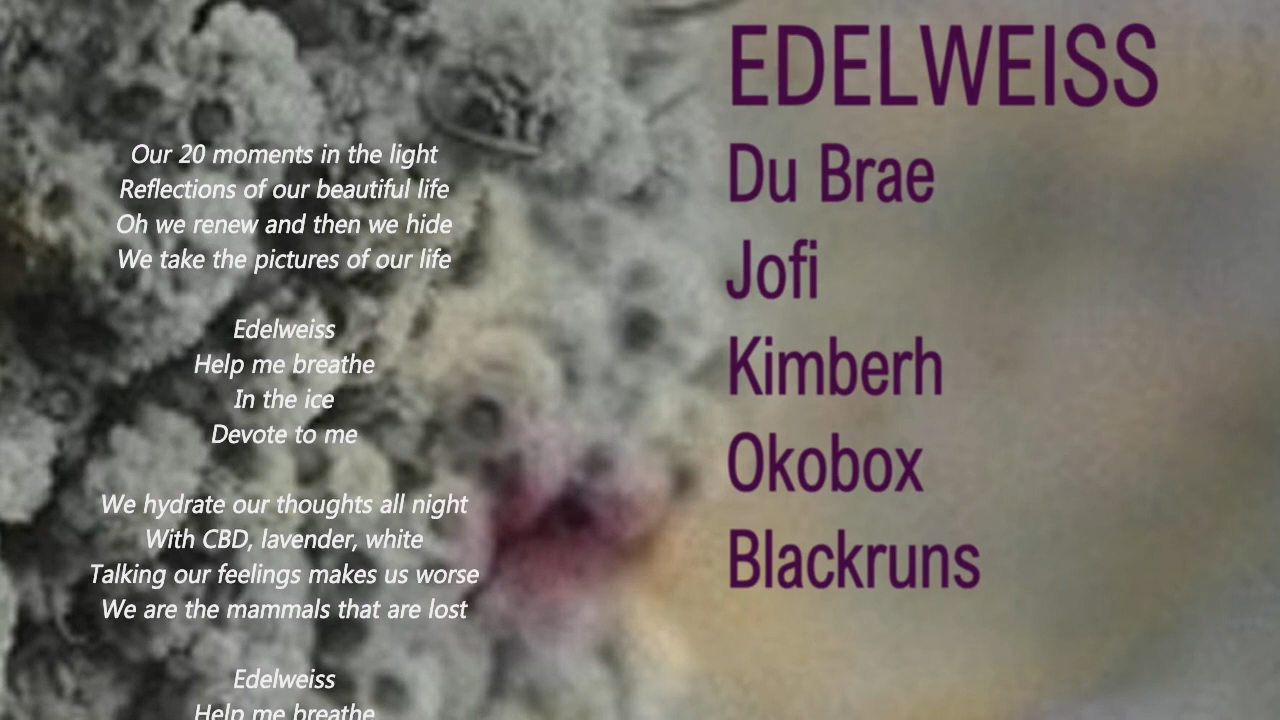 Our 20 moments in the light
Reflections of our beautiful life
Oh we renew and then we hide
We take the pictures of our life
Edelweiss
Help me breathe
In the ice
Devote to me
We hydrate our thoughts all night
With CBD, lavender, white
Talking our feelings makes us worse
We are the mammals that are lost
Edelweiss
Help me breathe
EDELWEISS
Du Brae
Jofi
Kimberh
Okobox
Blackruns